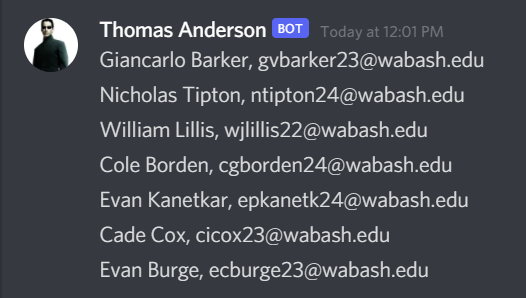 Thomas Anderson BOT Today at 12:01 PM
Giancarlo Barker, gvbarker23@wabash.edu
Nicholas Tipton, ntipton24@wabash.edu
William Lillis, wjlillis22@wabash.edu
Cole Borden, cgborden24@wabash.edu
Evan Kanetkar, epkanetk24@wabash.edu
Cade Cox, cicox23@wabash.edu
Evan Burge, ecburge23@wabash.edu